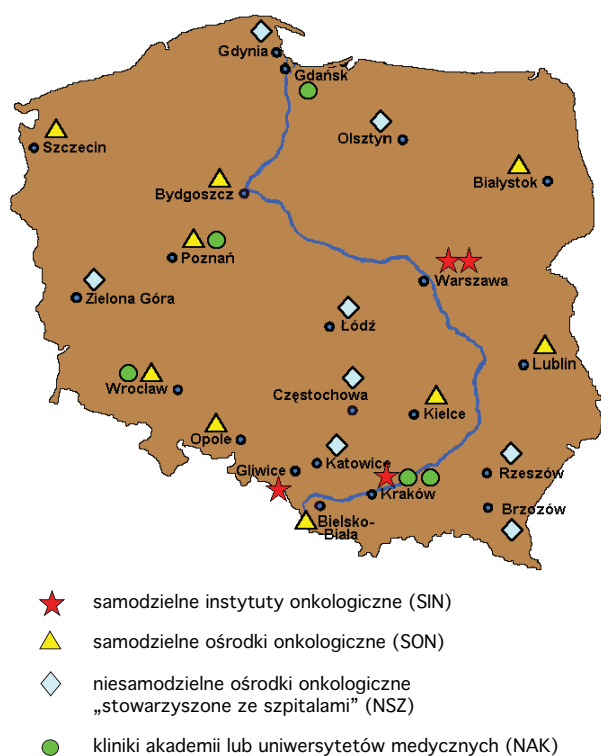 Gdynia
Gdańsk
Olsztyn
Szczecin
Białystok
Bydgoszcz
Poznań
Warszawa
Zielona Góra
Łódź
Lublin
Wrocław
Częstochowa
Kielce
Opole
Katowice
Gliwice
Rzeszów
Kraków
Brzozów
Bielsko-
Biała
samodzielne instytuty onkologiczne (SIN)
samodzielne ośrodki onkologiczne (SON)
niesamodzielne ośrodki onkologiczne
„stowarzyszone ze szpitalami” (NSZ)
kliniki akademii lub uniwersytetów medycznych (NAK)